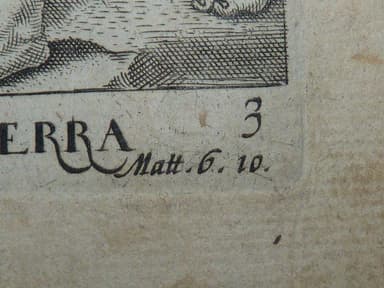 ERRA 3
Matt. 6. 10.